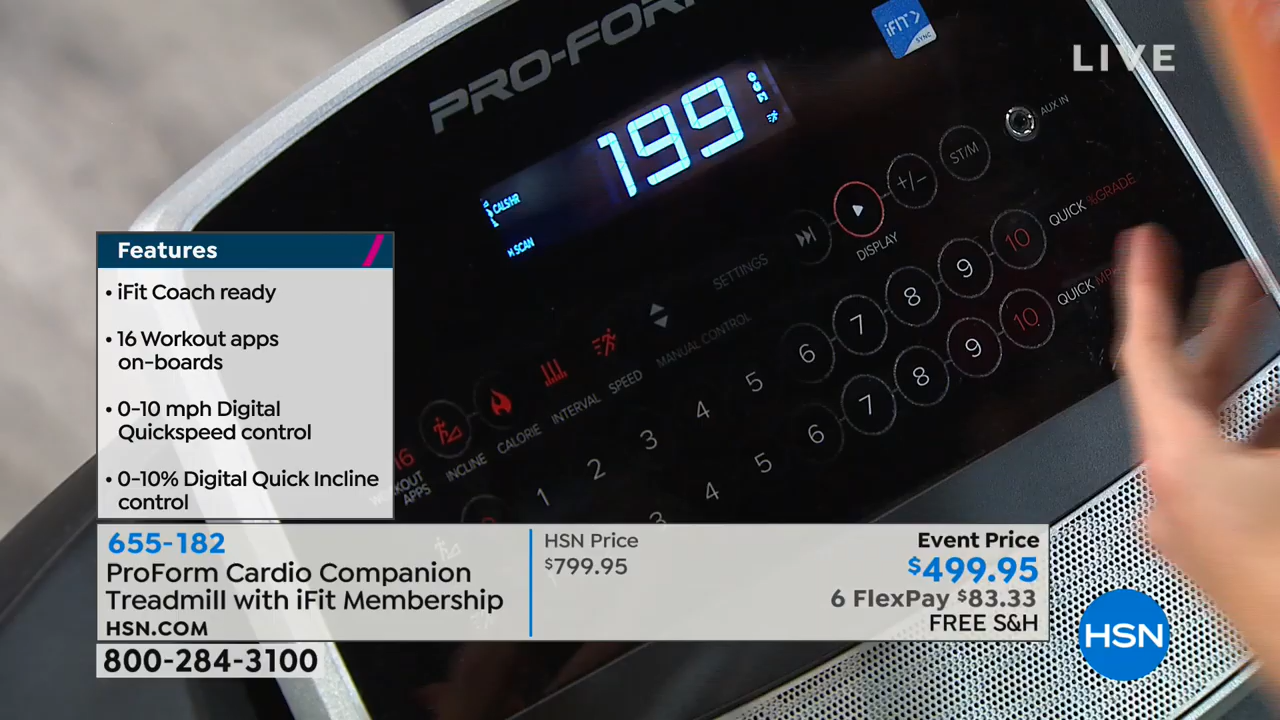 PRO-FORM
iFIT
SYNC
LIVE
199
CALS/HR
SCAN
AUX IN
ST/M
+/−
DISPLAY
SETTINGS
MANUAL CONTROL
QUICK %GRADE
QUICK MPH
16
WORKOUT
APPS
INCLINE
CALORIE
INTERVAL
SPEED
1 2 3 4 5 6 7 8 9 10
3 4 5 6 7 8 9 10
Features
• iFit Coach ready
• 16 Workout apps
on-boards
• 0-10 mph Digital
Quickspeed control
• 0-10% Digital Quick Incline
control
655-182
ProForm Cardio Companion
Treadmill with iFit Membership
HSN.COM
HSN Price
$799.95
Event Price
$499.95
6 FlexPay $83.33
FREE S&H
800-284-3100
HSN